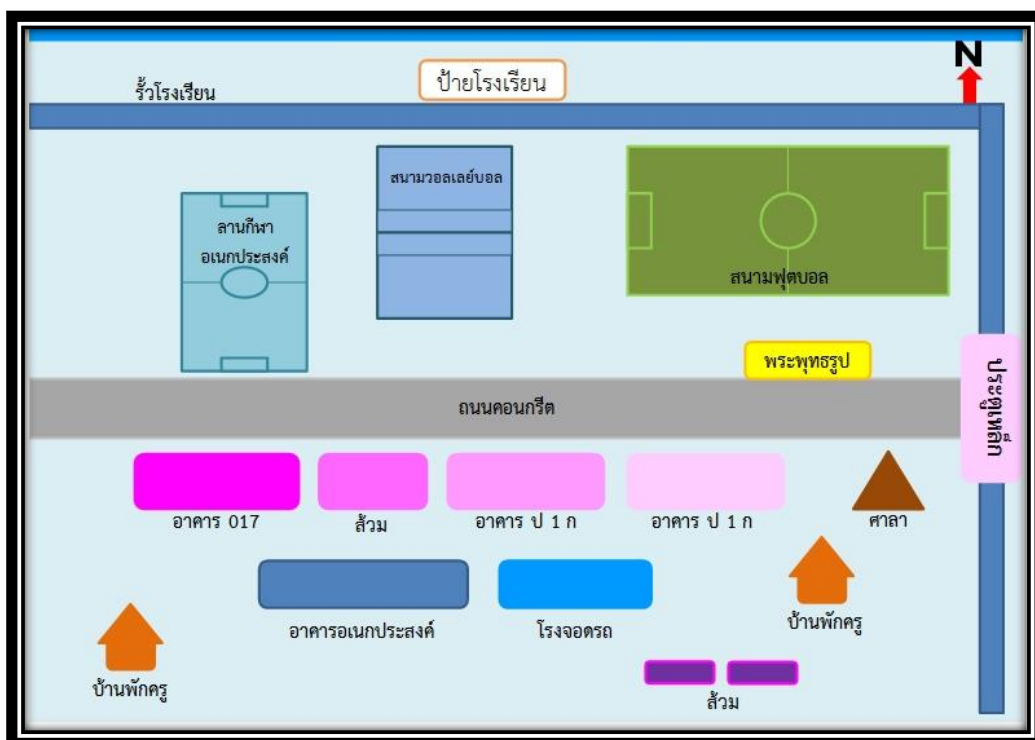 N
ป้ายโรงเรียน
รั้วโรงเรียน
สนามวอลเลย์บอล
ลานกีฬา
อเนกประสงค์
สนามฟุตบอล
พระพุทธรูป
ประตูเหล็ก
ถนนคอนกรีต
อาคาร 017
ส้วม
อาคาร ป 1 ก
อาคาร ป 1 ก
ศาลา
อาคารอเนกประสงค์
โรงจอดรถ
บ้านพักครู
บ้านพักครู
ส้วม